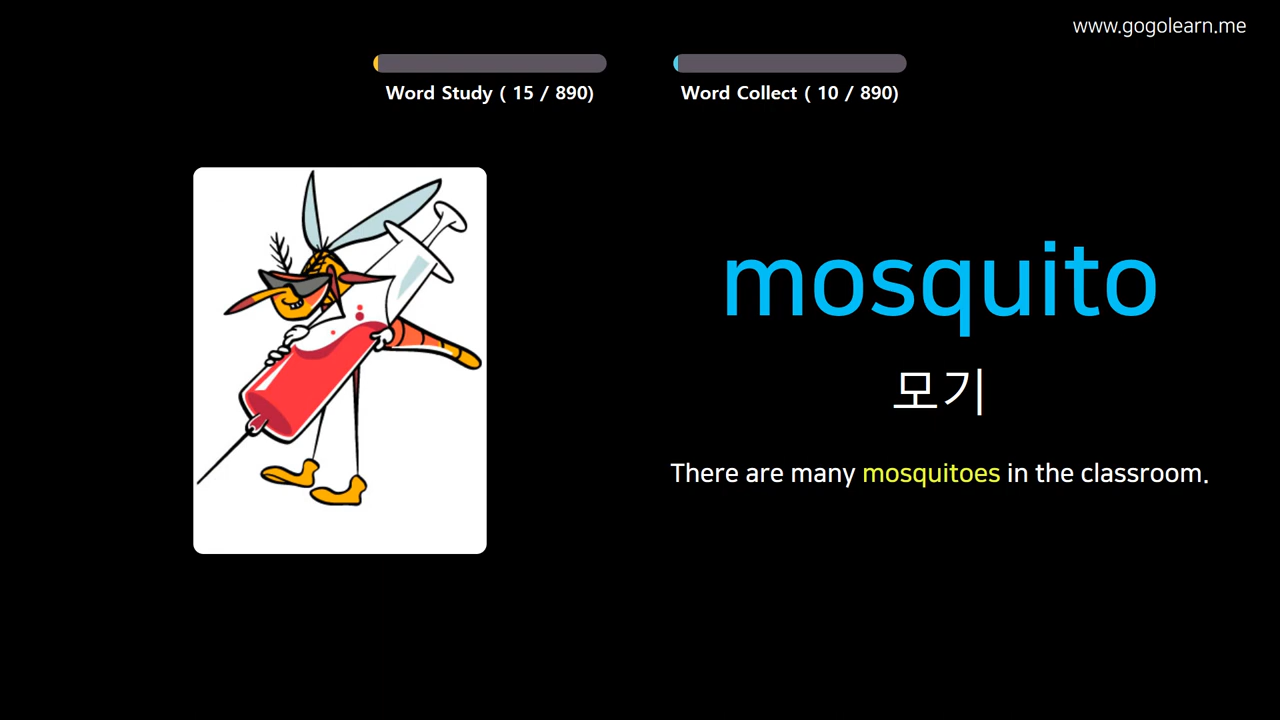 www.gogolearn.me
Word Study ( 15 / 890)
Word Collect ( 10 / 890)
mosquito
모기
There are many mosquitoes in the classroom.